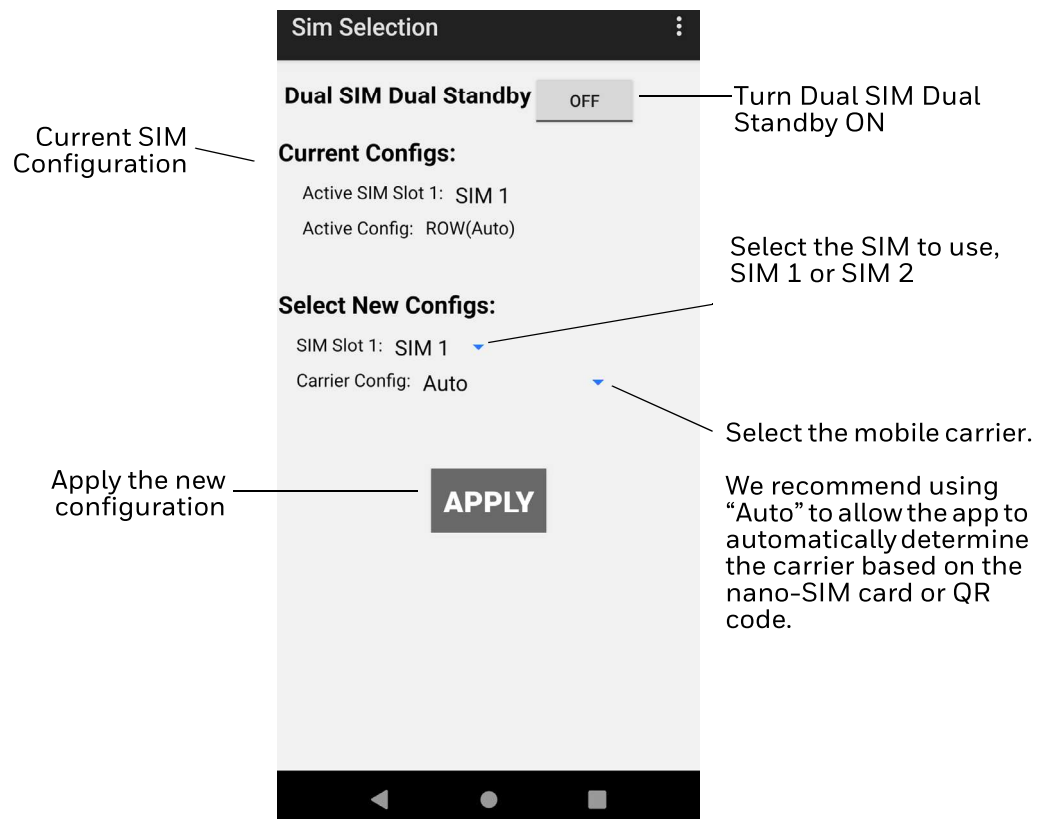 Sim Selection
Dual SIM Dual Standby OFF
Turn Dual SIM Dual
Standby ON
Current SIM
Configuration
Current Configs:
Active SIM Slot 1: SIM 1
Active Config: ROW(Auto)
Select the SIM to use,
SIM 1 or SIM 2
Select New Configs:
SIM Slot 1: SIM 1
Carrier Config: Auto
Select the mobile carrier.
We recommend using
“Auto” to allow the app to
automatically determine
the carrier based on the
nano-SIM card or QR
code.
Apply the new
configuration
APPLY